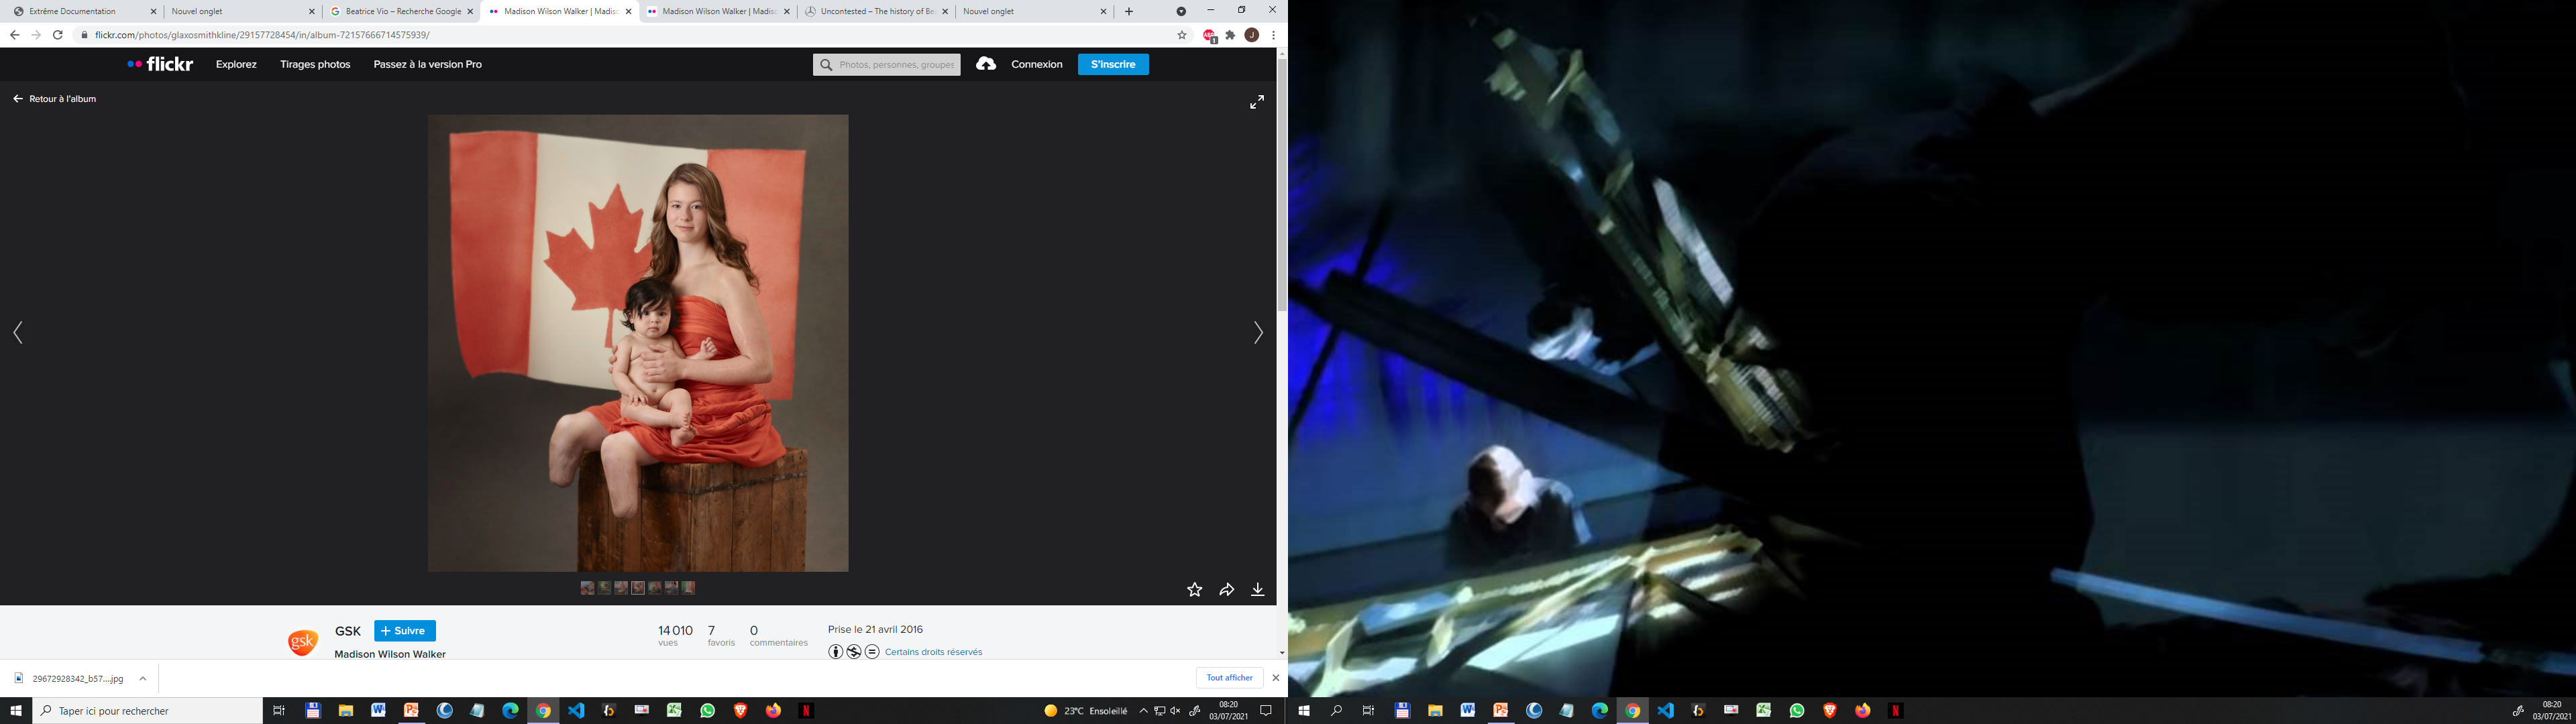 Extrême Documentation
Nouvel onglet
Beatrice Vio – Recherche Google
Madison Wilson Walker | Madis
Madison Wilson Walker | Madis
Uncontested – The history of Be
Nouvel onglet
flickr.com/photos/glaxosmithkline/29157728454/in/album-72157666714575939/
ABP
1
J
flickr
Explorez
Tirages photos
Passez à la version Pro
Photos, personnes, groupes
Connexion
S'inscrire
Retour à l'album
gsk
GSK
+ Suivre
Madison Wilson Walker
14 010
vues
7
favoris
0
commentaires
Prise le 21 avril 2016
Certains droits réservés
29672928342_b57....jpg
Tout afficher
Taper ici pour rechercher
23°C Ensoleillé
08:20
03/07/2021
08:20
03/07/2021